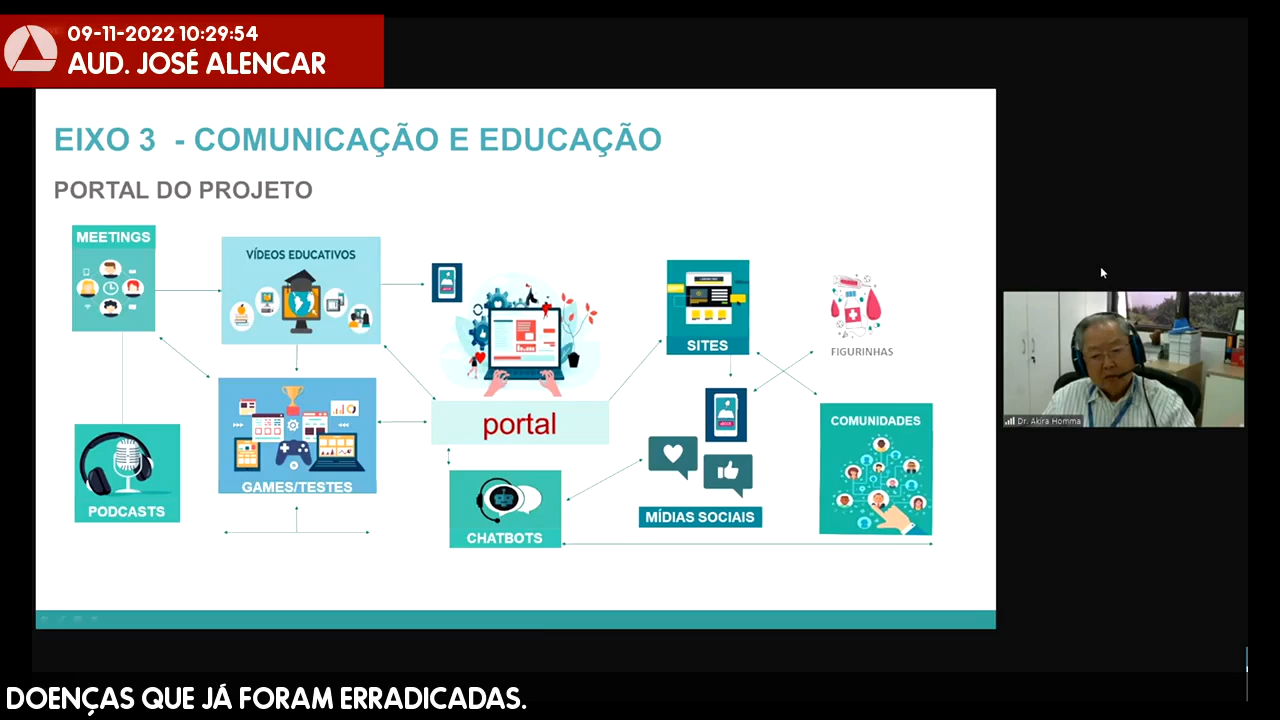 09-11-2022 10:29:54
AUD. JOSÉ ALENCAR
EIXO 3 - COMUNICAÇÃO E EDUCAÇÃO
PORTAL DO PROJETO
MEETINGS
VÍDEOS EDUCATIVOS
SITES
FIGURINHAS
COMUNIDADES
portal
PODCASTS
GAMES/TESTES
CHATBOTS
MÍDIAS SOCIAIS
Dr. Akira Homma
DOENÇAS QUE JÁ FORAM ERRADICADAS.